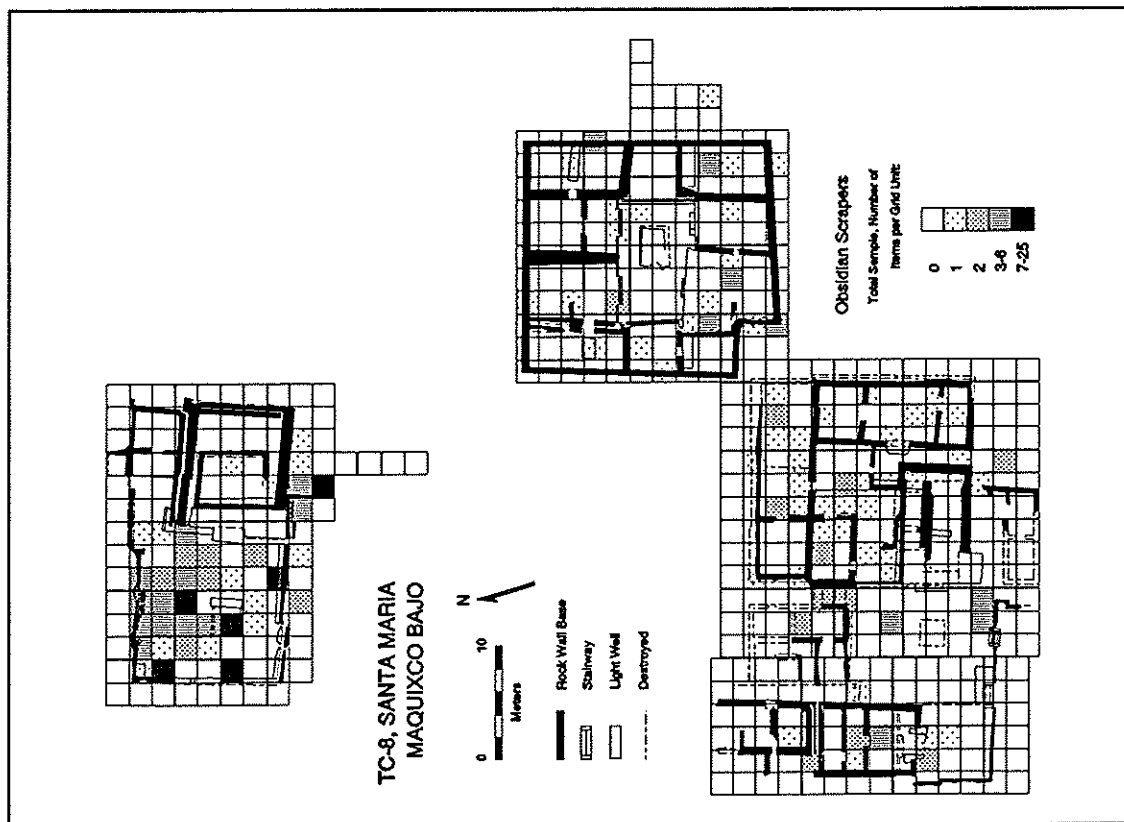 TC-8, SANTA MARIA
MAQUIXCO BAJO
N
0 10
Meters
Rock Wall Base
Stairway
Light Well
Destroyed
Obsidian Scrapers
Total Sample, Number of
Items per Grid Unit:
0
1
2
3-6
7-25